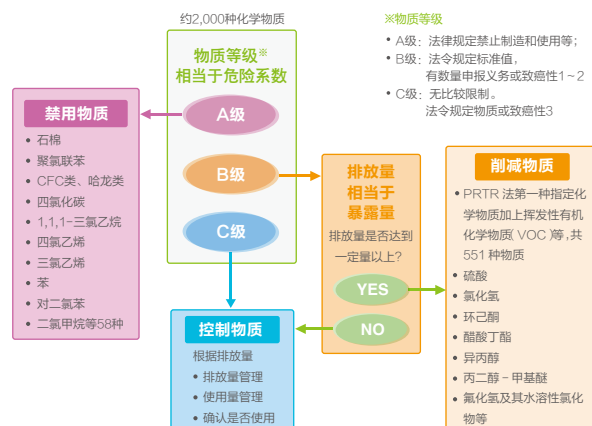 约2,000种化学物质
物质等级※
相当于危险系数
A级
B级
C级
※物质等级
• A级：法律规定禁止制造和使用等；
• B级：法令规定标准值，
有数量申报义务或致癌性1～2
• C级：无比较限制。
法令规定物质或致癌性3
禁用物质
• 石棉
• 聚氯联苯
• CFC类、哈龙类
• 四氯化碳
• 1,1,1-三氯乙烷
• 四氯乙烯
• 三氯乙烯
• 苯
• 对二氯苯
• 二氯甲烷等58种
排放量
相当于
暴露量
排放量是否达到
一定量以上？
YES
NO
控制物质
根据排放量
• 排放量管理
• 使用量管理
• 确认是否使用
削减物质
• PRTR 法第一种指定化
学物质加上挥发性有机
化学物质（VOC）等，共
551 种物质
• 硫酸
• 氯化氢
• 环己酮
• 醋酸丁酯
• 异丙醇
• 丙二醇－甲基醚
• 氟化氢及其水溶性氯化
物等